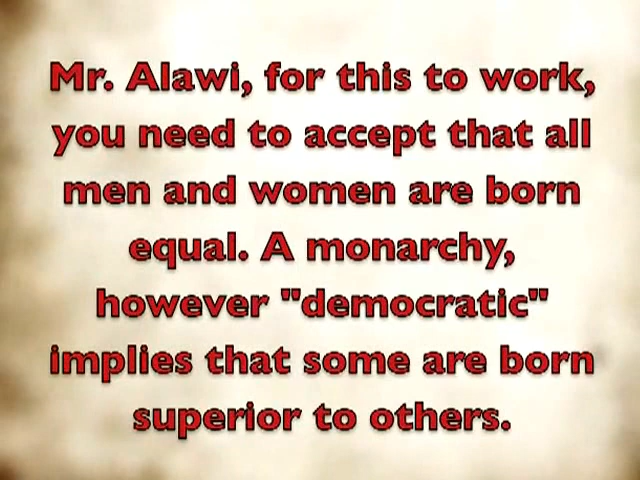 Mr. Alawi, for this to work,
you need to accept that all
men and women are born
equal. A monarchy,
however "democratic"
implies that some are born
superior to others.